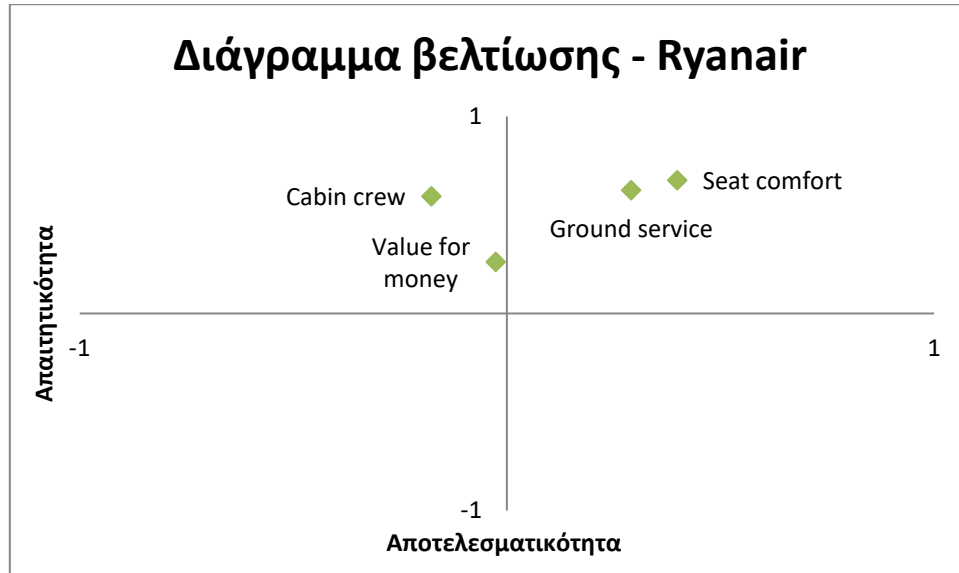 Διάγραμμα βελτίωσης - Ryanair
1
Cabin crew
Seat comfort
Ground service
Value for
money
Απαιτητικότητα
-1
1
-1
Αποτελεσματικότητα